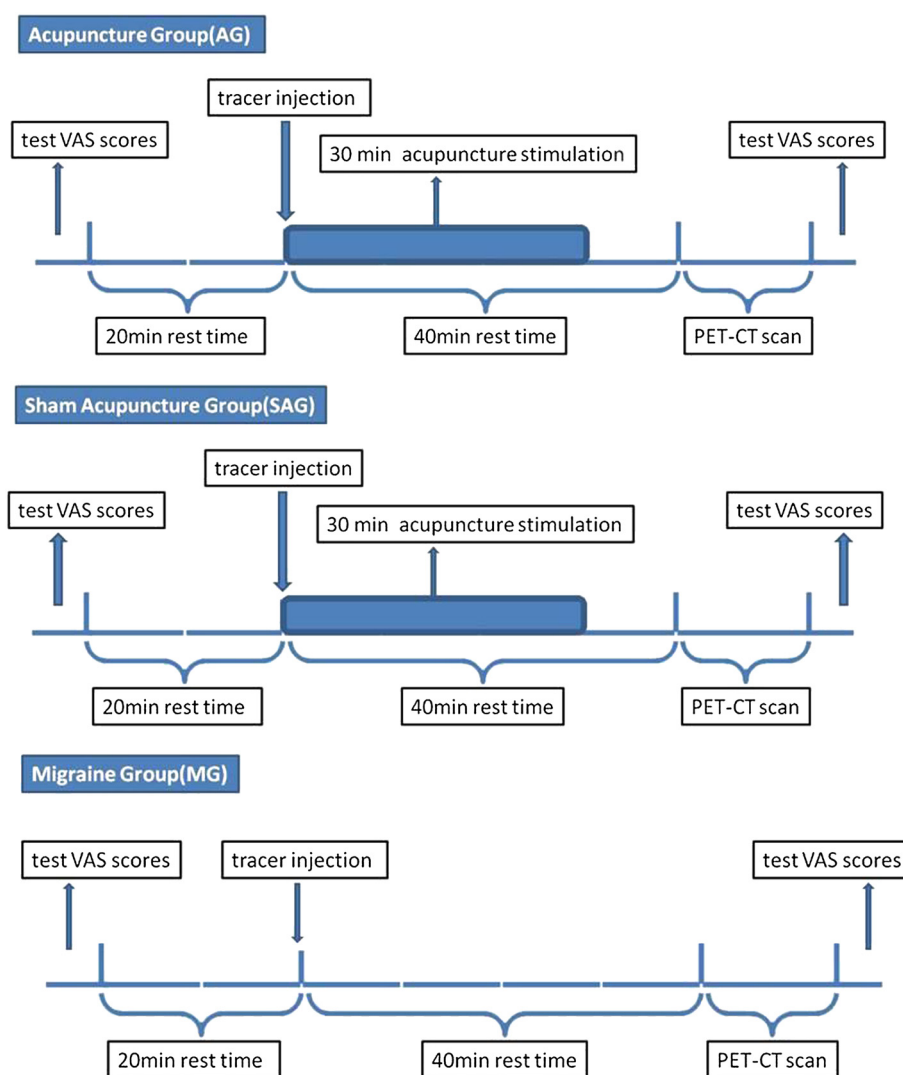 Acupuncture Group(AG)
tracer injection
test VAS scores
30 min  acupuncture stimulation
test VAS scores
20min rest time
40min rest time
PET-CT scan
Sham Acupuncture Group(SAG)
tracer injection
test VAS scores
30 min  acupuncture stimulation
test VAS scores
20min rest time
40min rest time
PET-CT scan
Migraine Group(MG)
test VAS scores
tracer injection
test VAS scores
20min rest time
40min rest time
PET-CT scan